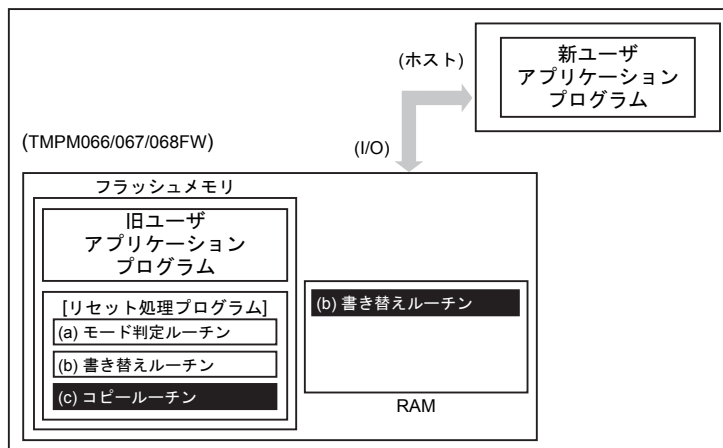 (ホスト)
新ユーザ
アプリケーション
プログラム
(TMPM066/067/068FW)
(I/O)
フラッシュメモリ
旧ユーザ
アプリケーション
プログラム
[リセット処理プログラム]
(a) モード判定ルーチン
(b) 書き替えルーチン
(c) コピールーチン
(b) 書き替えルーチン
RAM